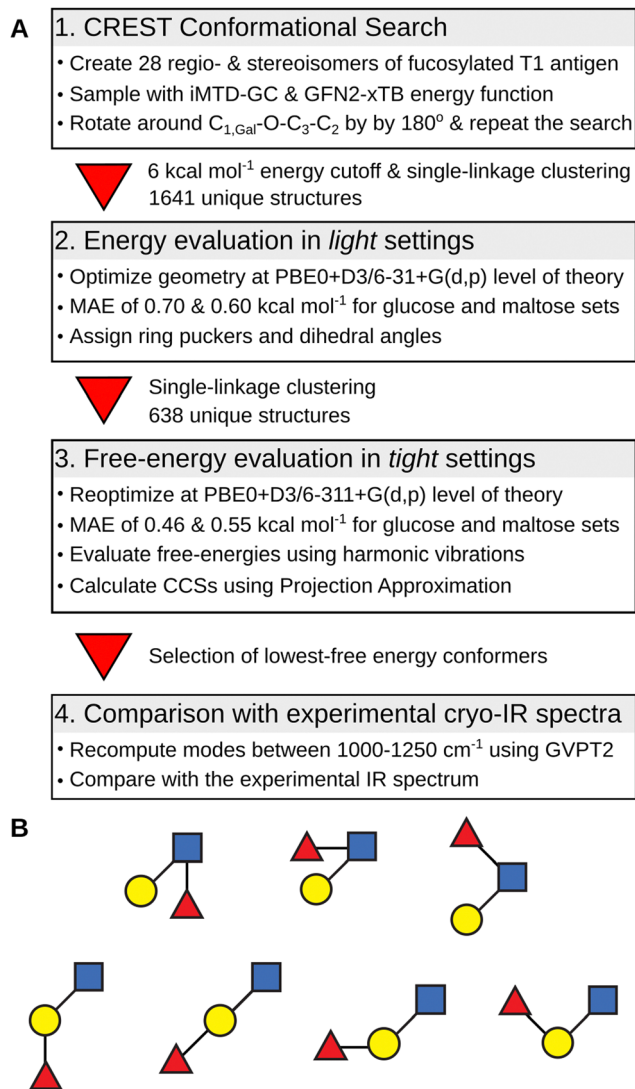 A
1. CREST Conformational Search
• Create 28 regio- & stereoisomers of fucosylated T1 antigen
• Sample with iMTD-GC & GFN2-xTB energy function
• Rotate around C1,Gal-O-C3-C2 by by 180º & repeat the search
6 kcal mol-1 energy cutoff & single-linkage clustering
1641 unique structures
2. Energy evaluation in light settings
• Optimize geometry at PBE0+D3/6-31+G(d,p) level of theory
• MAE of 0.70 & 0.60 kcal mol-1 for glucose and maltose sets
• Assign ring puckers and dihedral angles
Single-linkage clustering
638 unique structures
3. Free-energy evaluation in tight settings
• Reoptimize at PBE0+D3/6-311+G(d,p) level of theory
• MAE of 0.46 & 0.55 kcal mol-1 for glucose and maltose sets
• Evaluate free-energies using harmonic vibrations
• Calculate CCSs using Projection Approximation
Selection of lowest-free energy conformers
4. Comparison with experimental cryo-IR spectra
• Recompute modes between 1000-1250 cm-1 using GVPT2
• Compare with the experimental IR spectrum
B